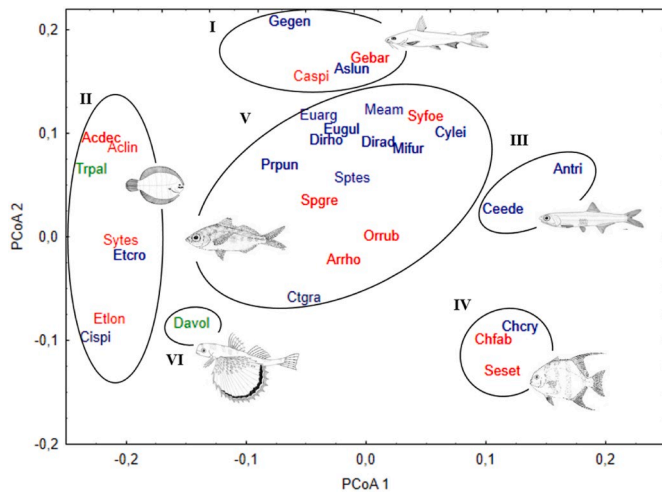 0,2
I
Gegen
Gebar
Caspi
Aslun
II
V
Euarg
Meam
Syfoe
0,1
Acdec
Aclin
Eugul
Cylei
Dirho
Dirad
Mifur
III
Trpal
Prpun
Antri
Sptes
Spgre
Ceede
PCoA 2
0,0
Sytes
Orrub
Etcro
Arrho
Ctgra
IV
Etlon
Davol
Chcry
Cispi
Chfab
-0,1
VI
Seset
-0,2
-0,2 -0,1 0,0 0,1 0,2
PCoA 1